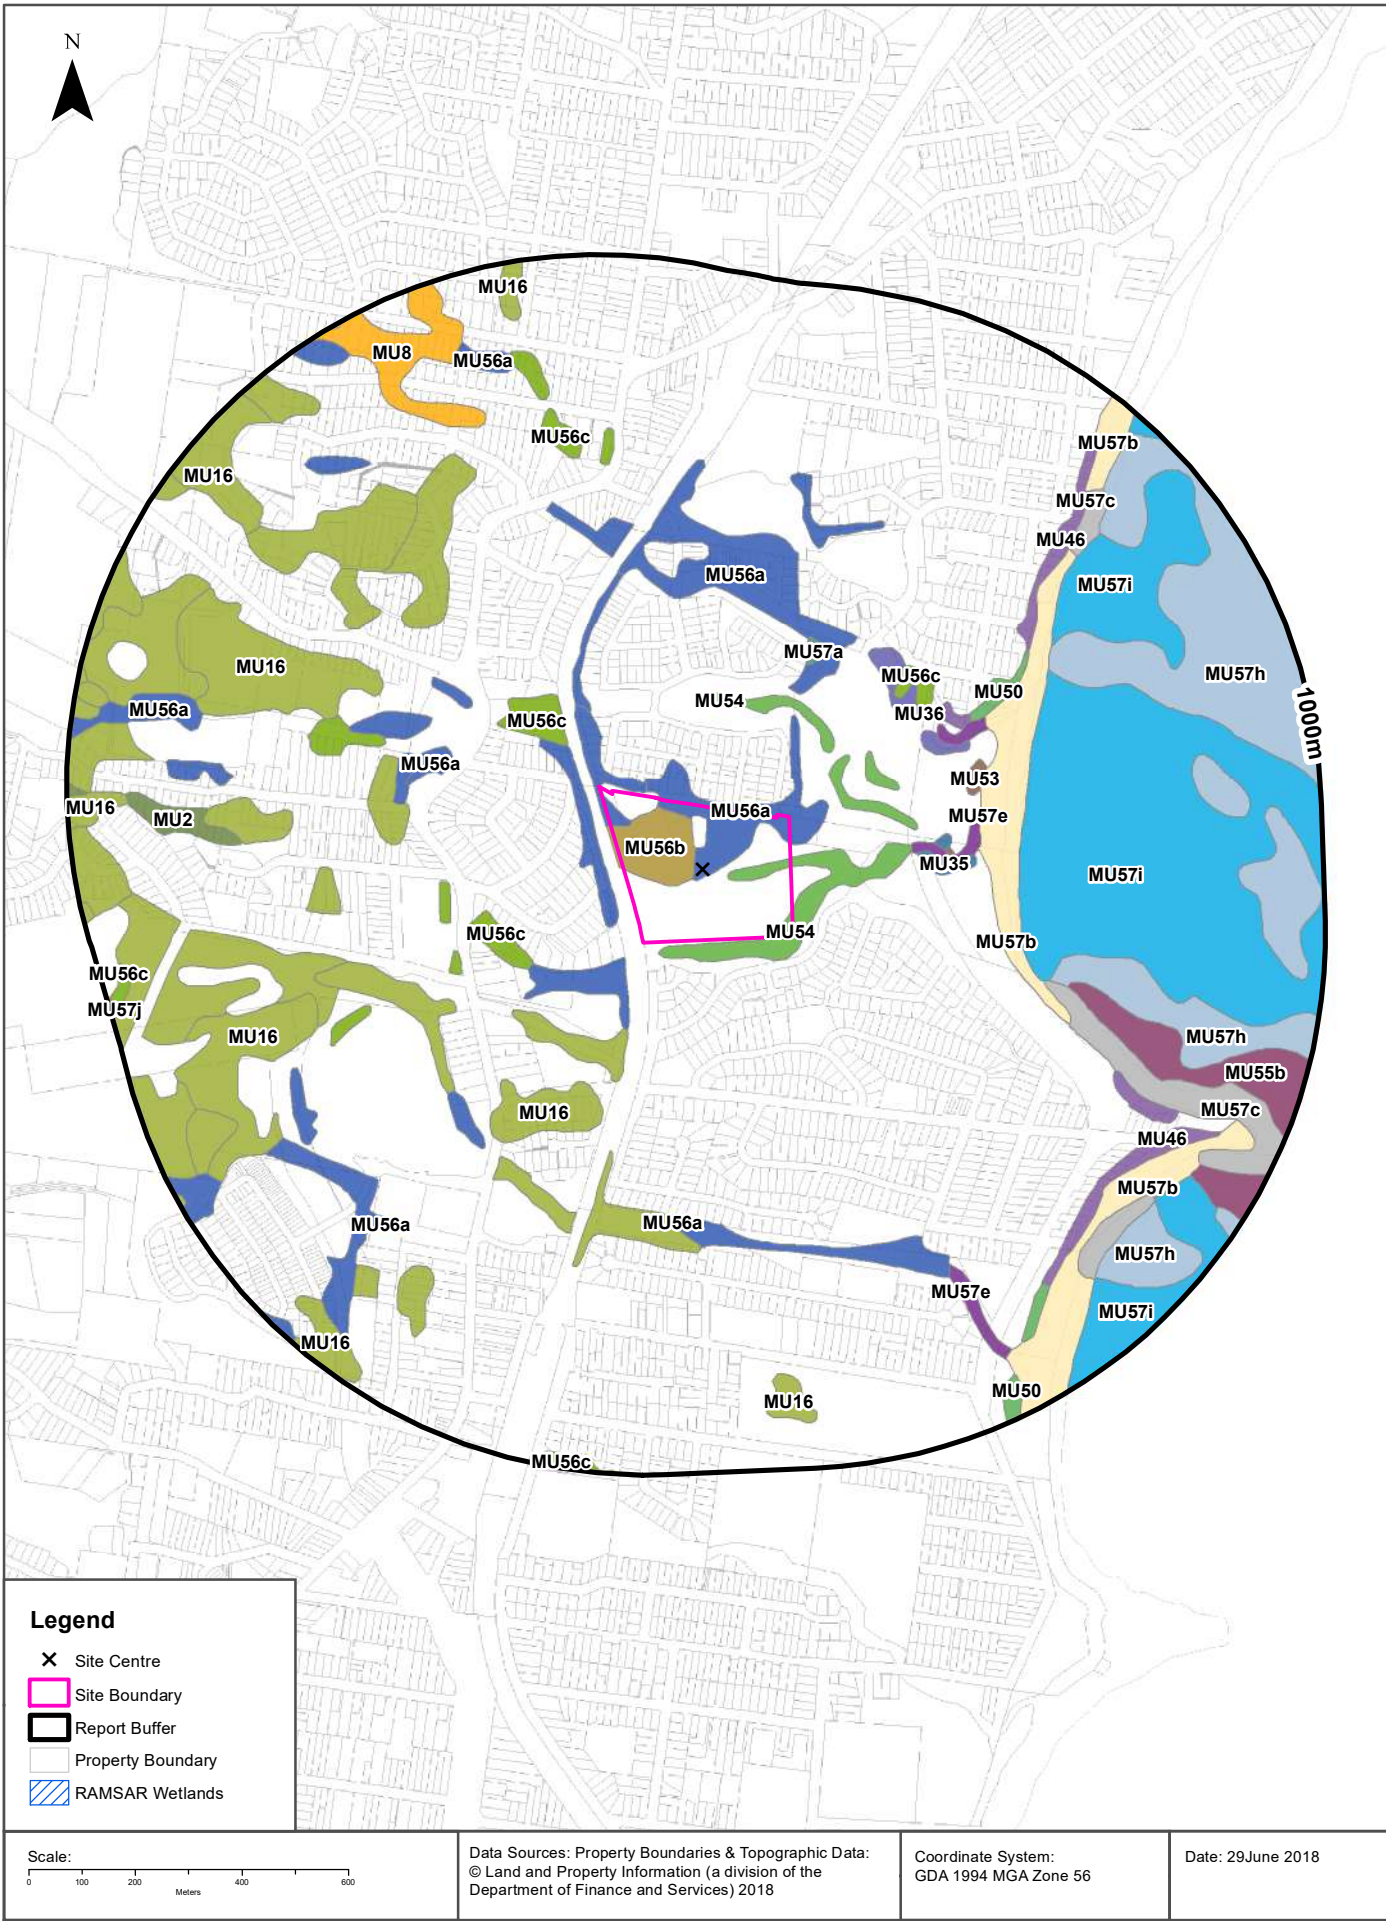 N
MU16
MU8
MU56a
MU56c
MU57b
MU16
MU57c
MU46
MU56a
MU57i
MU57a
MU16
MU56c
MU57h
MU50
MU54
MU56a
MU36
MU56c
1000m
MU56a
MU53
MU16
MU2
MU56a
MU57e
MU56b
MU35
MU57i
MU56c
MU54
MU57b
MU56c
MU57j
MU16
MU57h
MU55b
MU16
MU57c
MU46
MU57b
MU56a
MU56a
MU57h
MU57e
MU57i
MU16
MU50
MU16
MU56c
Legend
Site Centre
Site Boundary
Report Buffer
Property Boundary
RAMSAR Wetlands
Scale:
0 100 200 400 600
Meters
Data Sources: Property Boundaries & Topographic Data:
© Land and Property Information (a division of the
Department of Finance and Services) 2018
Coordinate System:
GDA 1994 MGA Zone 56
Date: 29June 2018